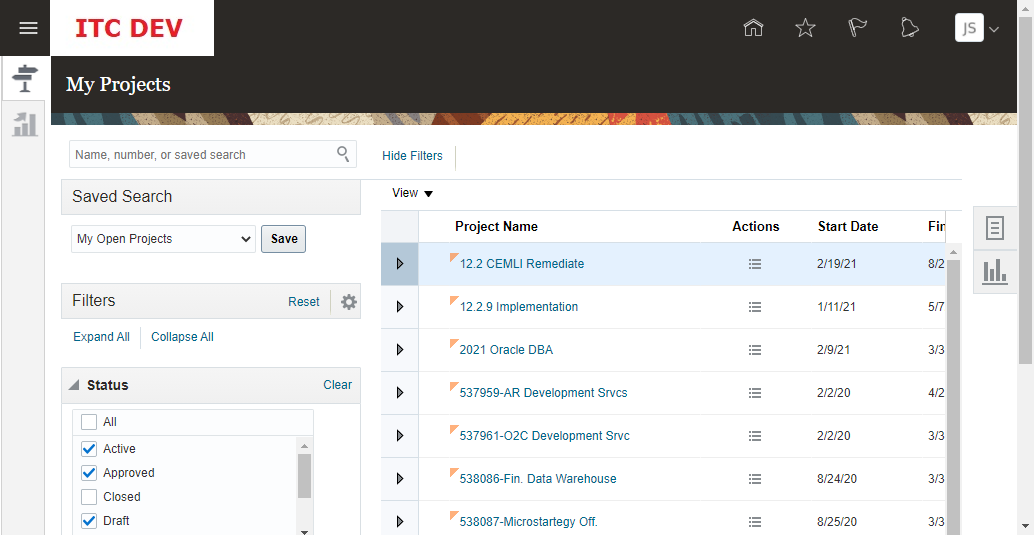 ITC DEV
JS
My Projects
Name, number, or saved search
Hide Filters
Saved Search
My Open Projects
Save
Filters
Reset
Expand All
Collapse All
Status
Clear
All
Active
Approved
Closed
Draft
View
Project Name Actions Start Date Fin
12.2 CEMLI Remediate 2/19/21 8/2
12.2.9 Implementation 1/11/21 5/7
2021 Oracle DBA 2/9/21 3/3
537959-AR Development Srvcs 2/2/20 4/2
537961-O2C Development Srvc 2/2/20 3/3
538086-Fin. Data Warehouse 8/24/20 3/3
538087-Microstartegy Off. 8/25/20 3/3